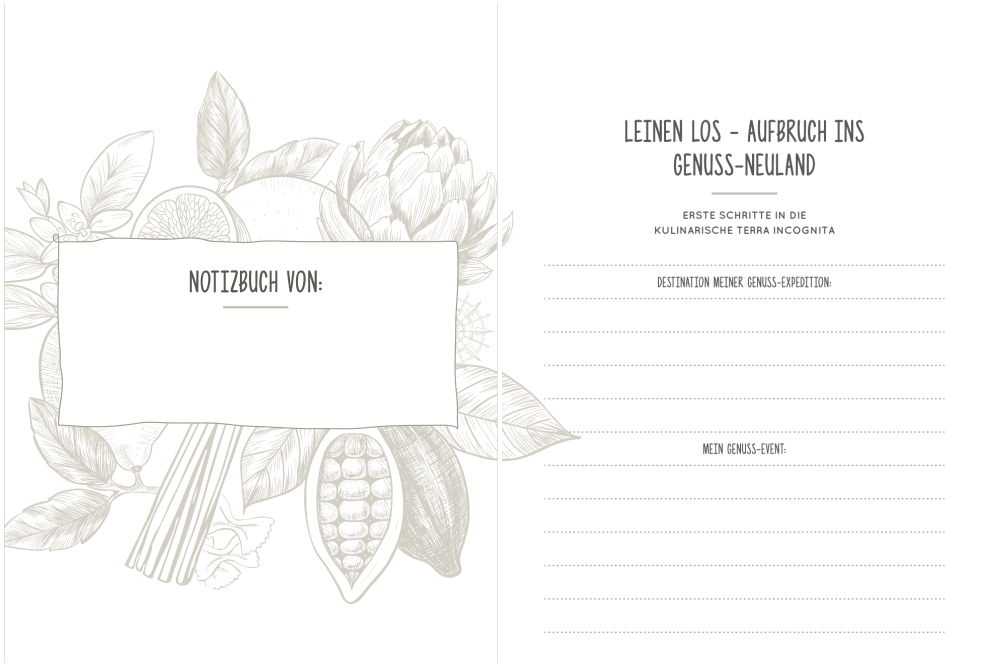 NOTIZBUCH VON:
LEINEN LOS – AUFBRUCH INS
GENUSS-NEULAND
ERSTE SCHRITTE IN DIE
KULINARISCHE TERRA INCOGNITA
DESTINATION MEINER GENUSS-EXPEDITION:
MEIN GENUSS-EVENT: